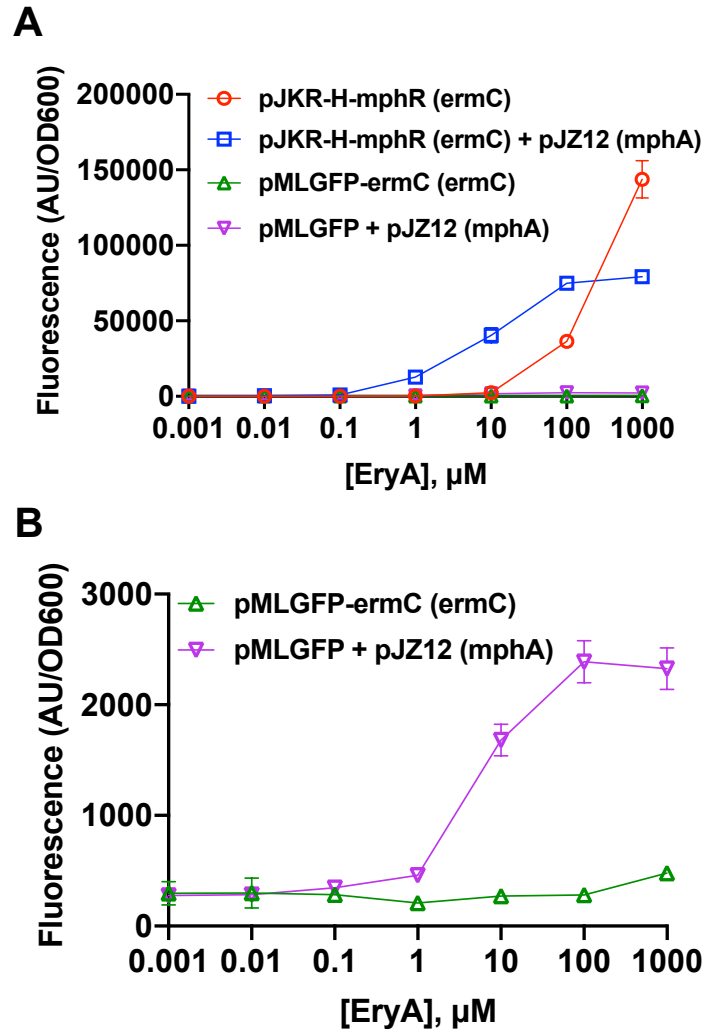 A
Fluorescence (AU/OD600)
200000
150000
100000
50000
0
pJKR-H-mphR (ermC)
pJKR-H-mphR (ermC) + pJZ12 (mphA)
pMLGFP-ermC (ermC)
pMLGFP + pJZ12 (mphA)
0.001 0.01 0.1 1 10 100 1000
[EryA], µM
B
Fluorescence (AU/OD600)
3000
2000
1000
0
pMLGFP-ermC (ermC)
pMLGFP + pJZ12 (mphA)
0.001 0.01 0.1 1 10 100 1000
[EryA], µM